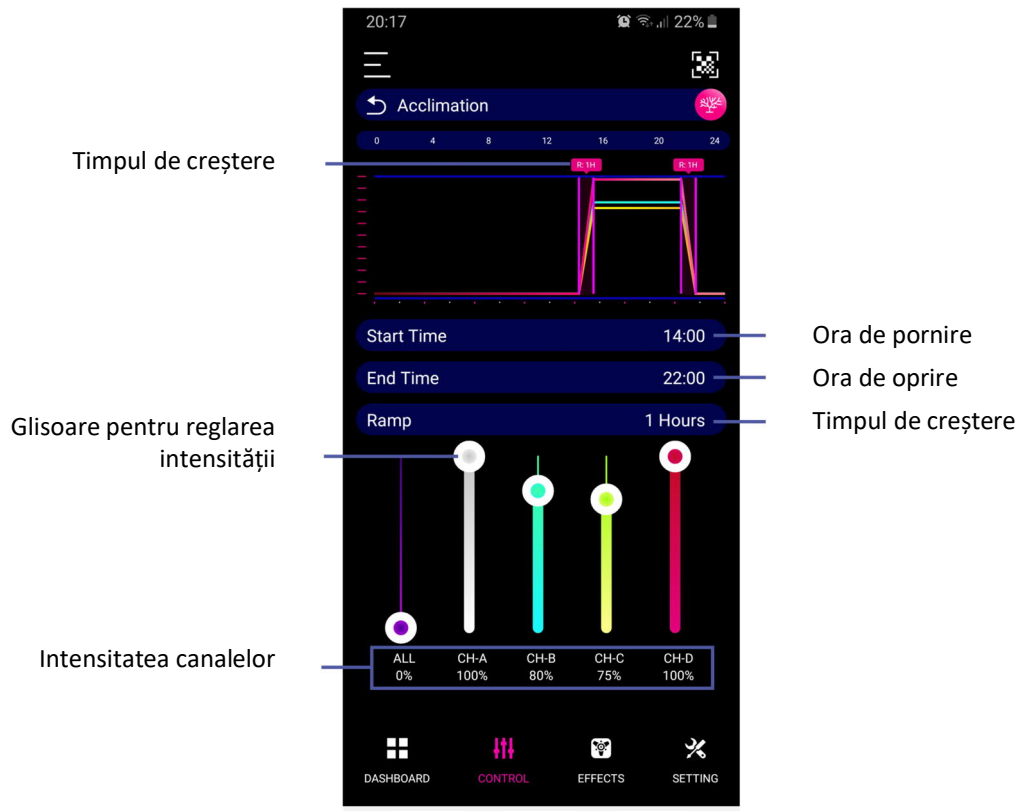 20:17
22%
Acclimation
0 4 8 12 16 20 24
Timpul de creștere
R: 1H R: 1H
Start Time 14:00
Ora de pornire
End Time 22:00
Ora de oprire
Ramp 1 Hours
Timpul de creștere
Glisoare pentru reglarea
intensității
Intensitatea canalelor
ALL CH-A CH-B CH-C CH-D
0% 100% 80% 75% 100%
DASHBOARD CONTROL EFFECTS SETTING